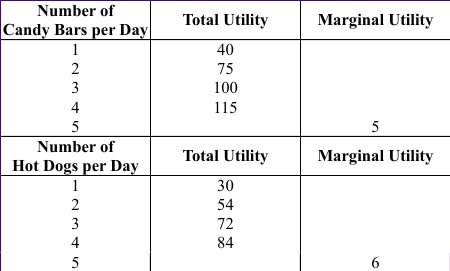 Number of
Candy Bars per Day Total Utility Marginal Utility
1 40
2 75
3 100
4 115
5 5
Number of
Hot Dogs per Day Total Utility Marginal Utility
1 30
2 54
3 72
4 84
5 6